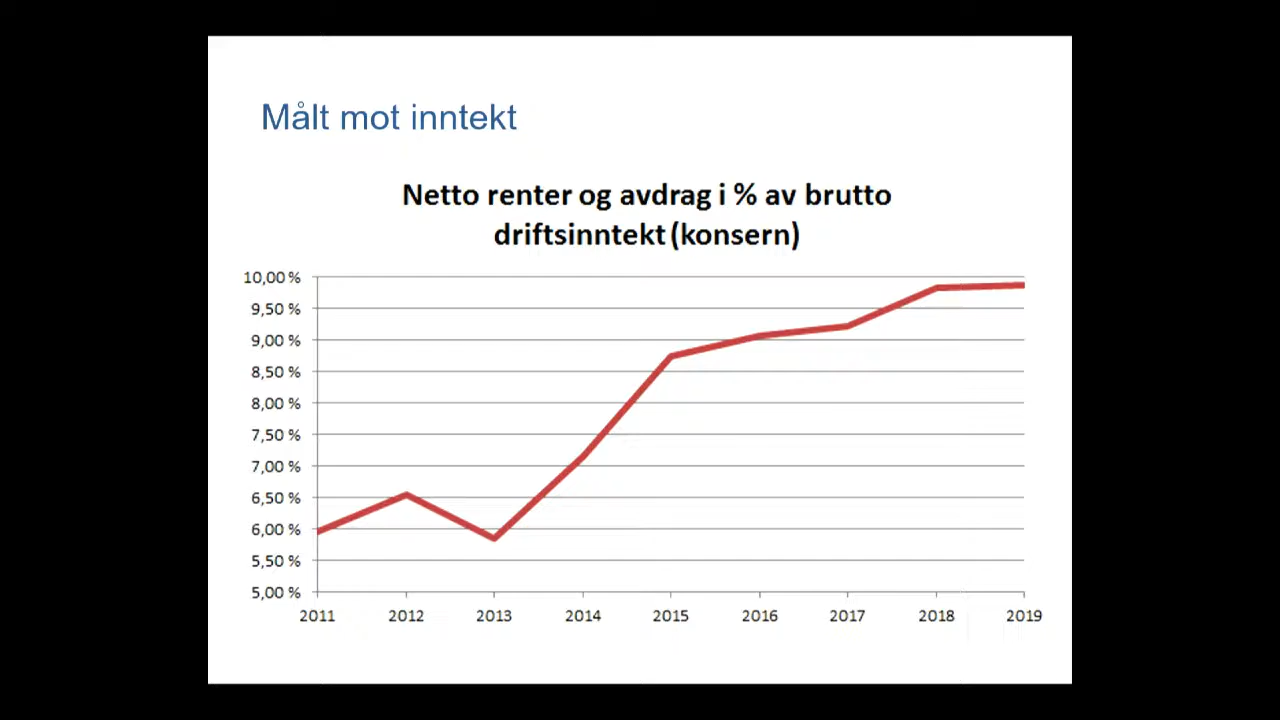 Målt mot inntekt
Netto renter og avdrag i % av brutto
driftsinntekt (konsern)
10,00 %
9,50 %
9,00 %
8,50 %
8,00 %
7,50 %
7,00 %
6,50 %
6,00 %
5,50 %
5,00 %
2011 2012 2013 2014 2015 2016 2017 2018 2019